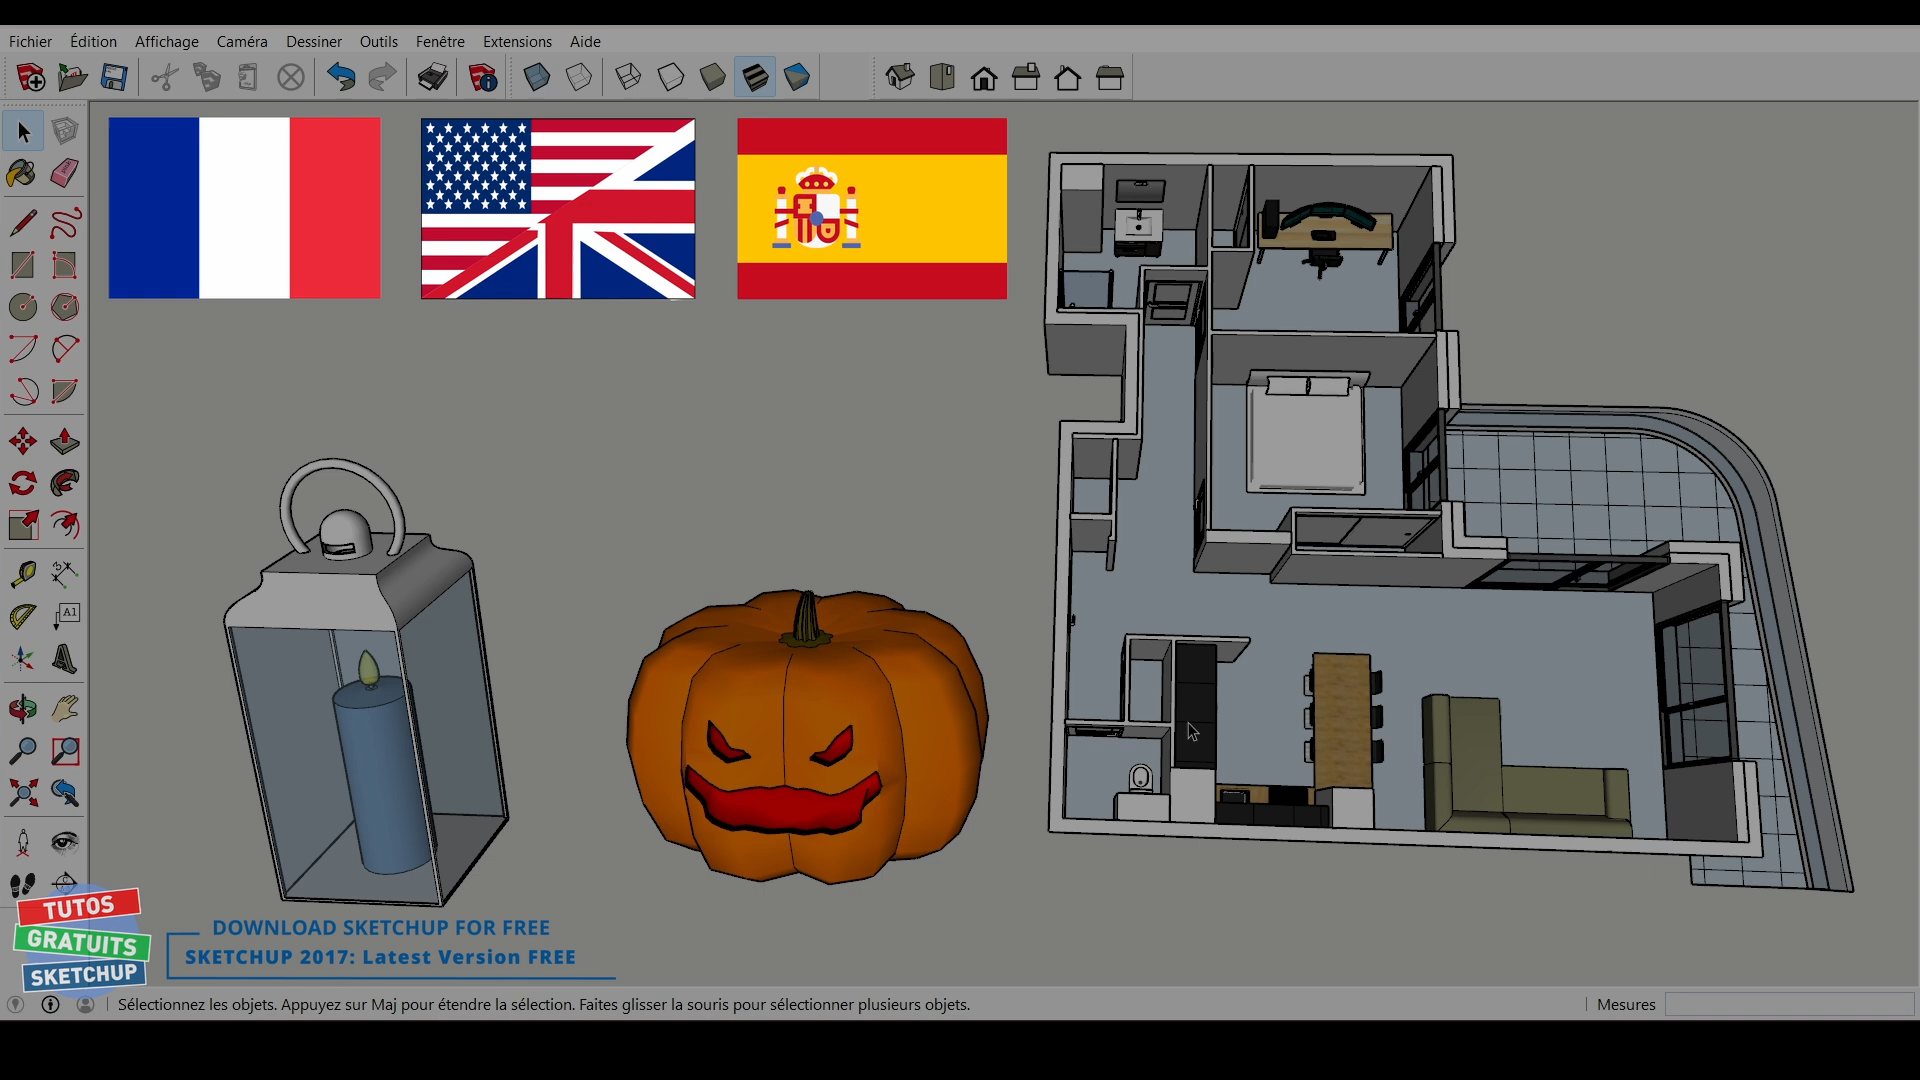 Fichier Édition Affichage Caméra Dessiner Outils Fenêtre Extensions Aide
A1
TUTOS
GRATUITS
SKETCHUP
DOWNLOAD SKETCHUP FOR FREE
SKETCHUP 2017: Latest Version FREE
Sélectionnez les objets. Appuyez sur Maj pour étendre la sélection. Faites glisser la souris pour sélectionner plusieurs objets. Mesures